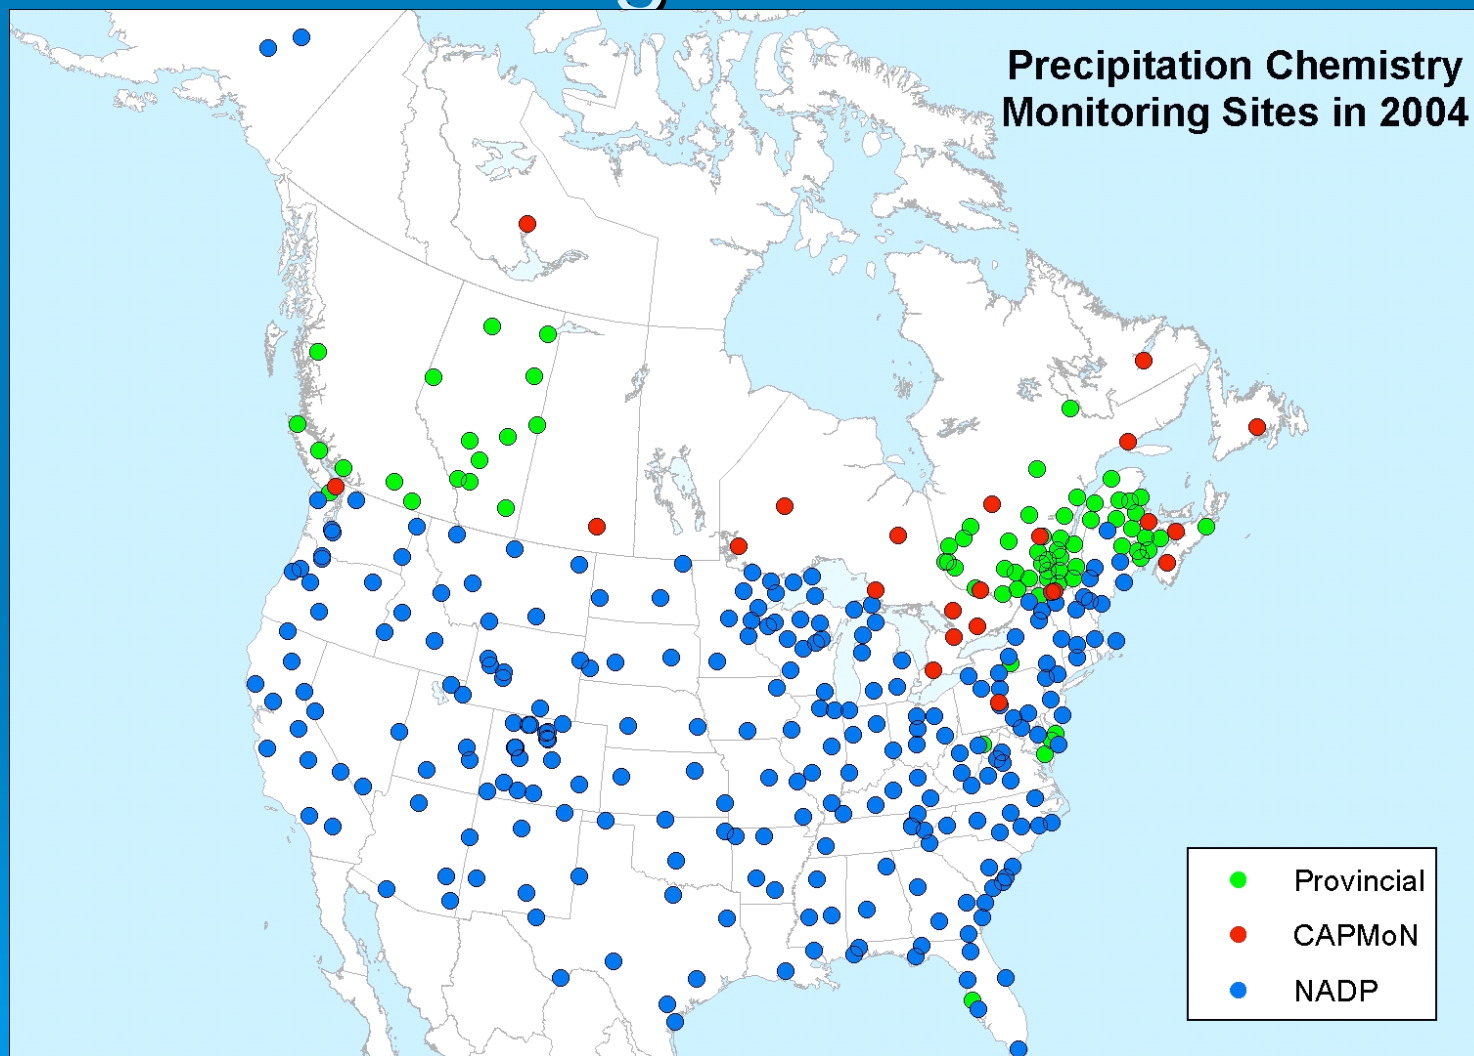 Precipitation Chemistry
Monitoring Sites in 2004
Provincial
CAPMoN
NADP